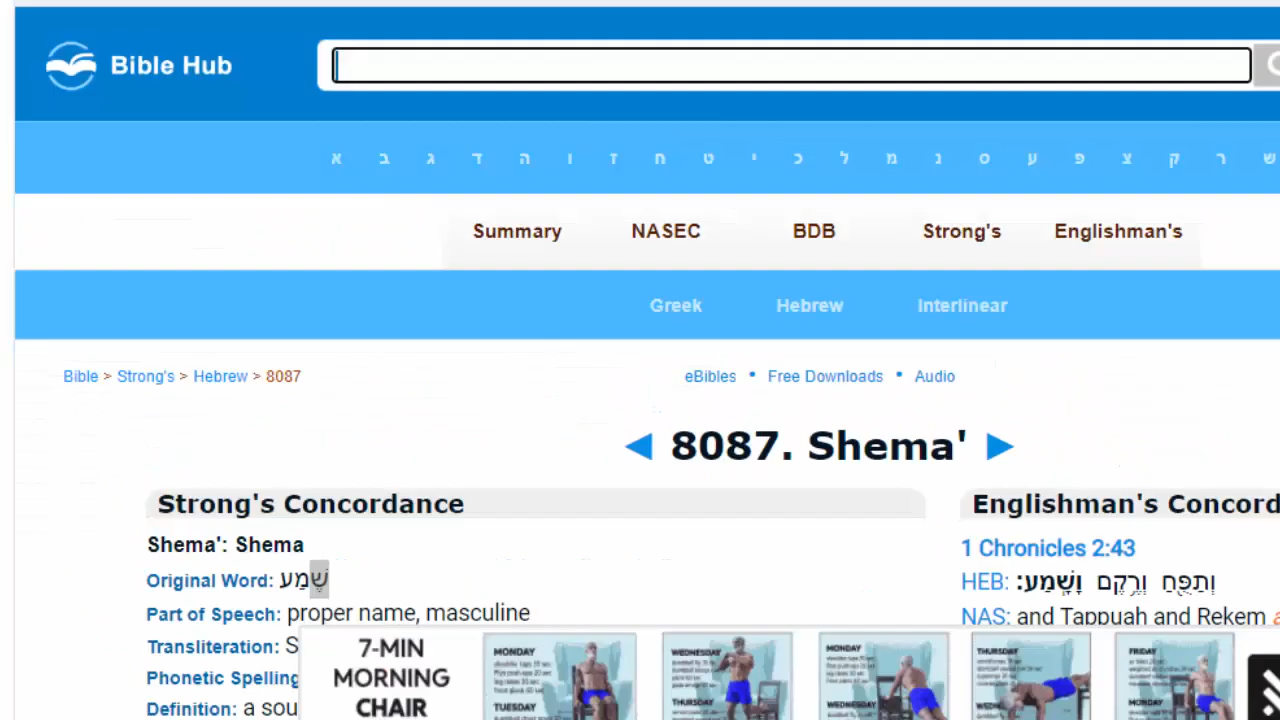 Bible Hub
א ב ג ד ה ו ז ח ט י כ ל מ נ ס ע פ צ ק ר ש
Summary NASEC BDB Strong's Englishman's
Greek Hebrew Interlinear
Bible > Strong's > Hebrew > 8087
eBibles • Free Downloads • Audio
◄ 8087. Shema' ►
Strong's Concordance
Shema': Shema
Original Word: שֶׁמַע
Part of Speech: proper name, masculine
Transliteration: S
Phonetic Spelling
Definition: a sou
Englishman's Concord
1 Chronicles 2:43
HEB: וְתַפֻּ֖חַ וְרֶ֥קֶם וָשָֽׁמַע׃
NAS: and Tappuah and Rekem
7-MIN
MORNING
CHAIR
MONDAY
TUESDAY
WEDNESDAY
THURSDAY
MONDAY
WEDNESDAY
THURSDAY
FRIDAY
MONDAY